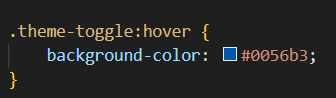 .theme-toggle:hover {
    background-color: #0056b3;
}